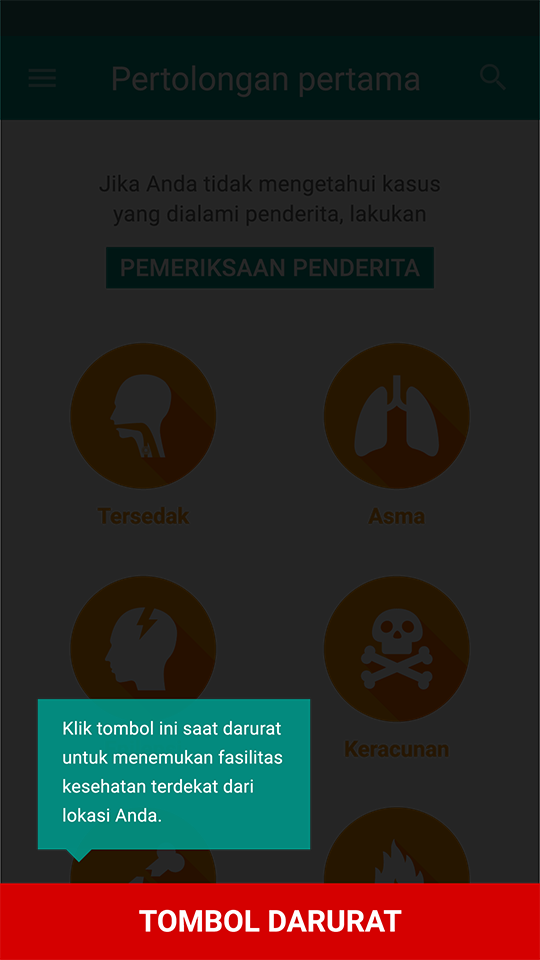 Pertolongan pertama
Jika Anda tidak mengetahui kasus
yang dialami penderita, lakukan
PEMERIKSAAN PENDERITA
Tersedak
Asma
Keracunan
Klik tombol ini saat darurat
untuk menemukan fasilitas
kesehatan terdekat dari
lokasi Anda.
TOMBOL DARURAT